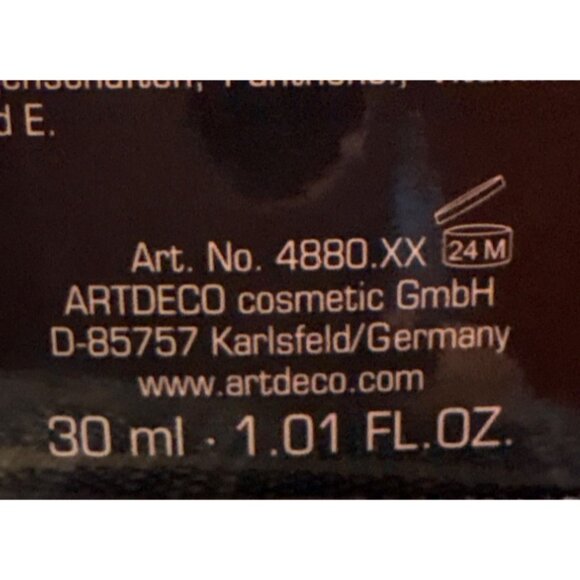 d E.
Art. No. 4880.XX 24 M
ARTDECO cosmetic GmbH
D-85757 Karlsfeld/Germany
www.artdeco.com
30 ml · 1.01 FL.OZ.